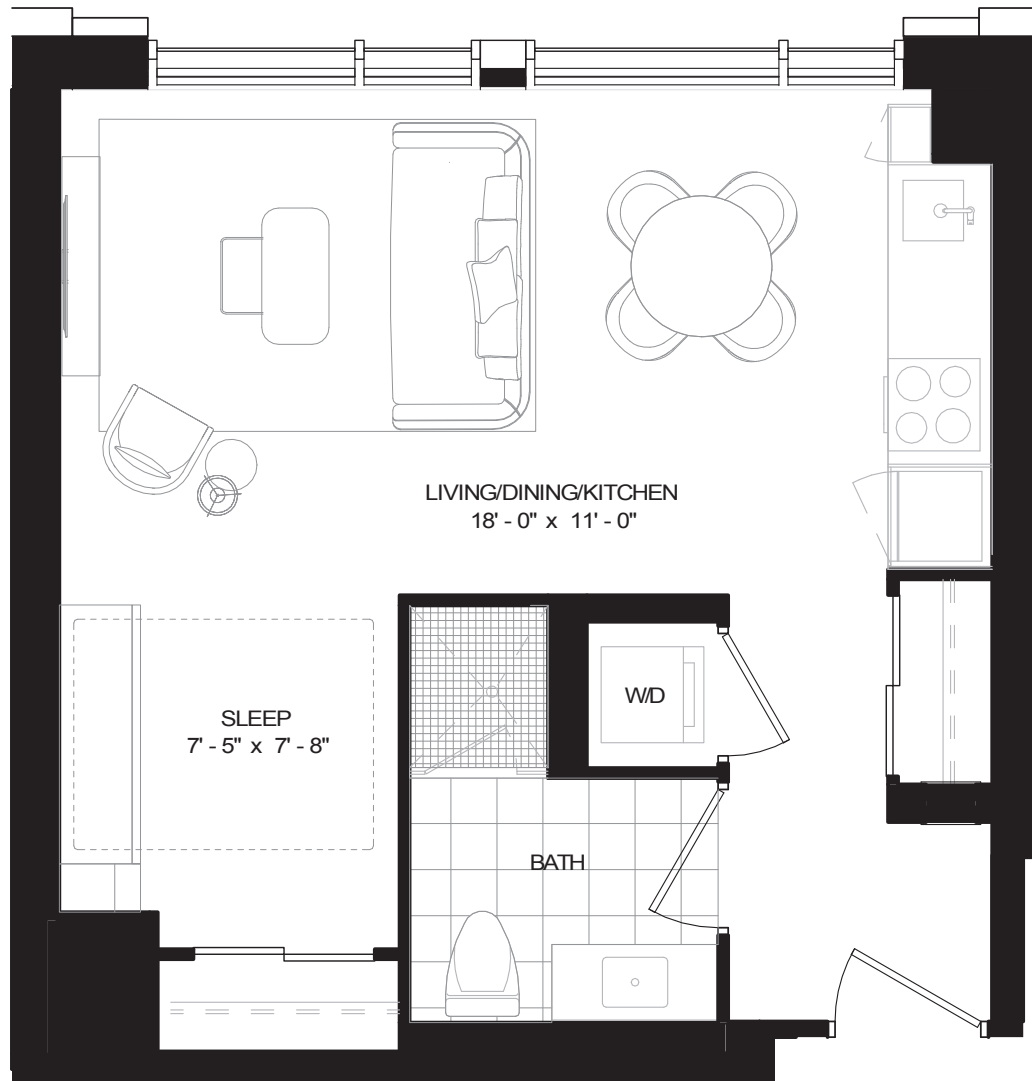 LIVING/DINING/KITCHEN
18' - 0" x 11' - 0"
SLEEP
7' - 5" x 7' - 8"
W/D
BATH